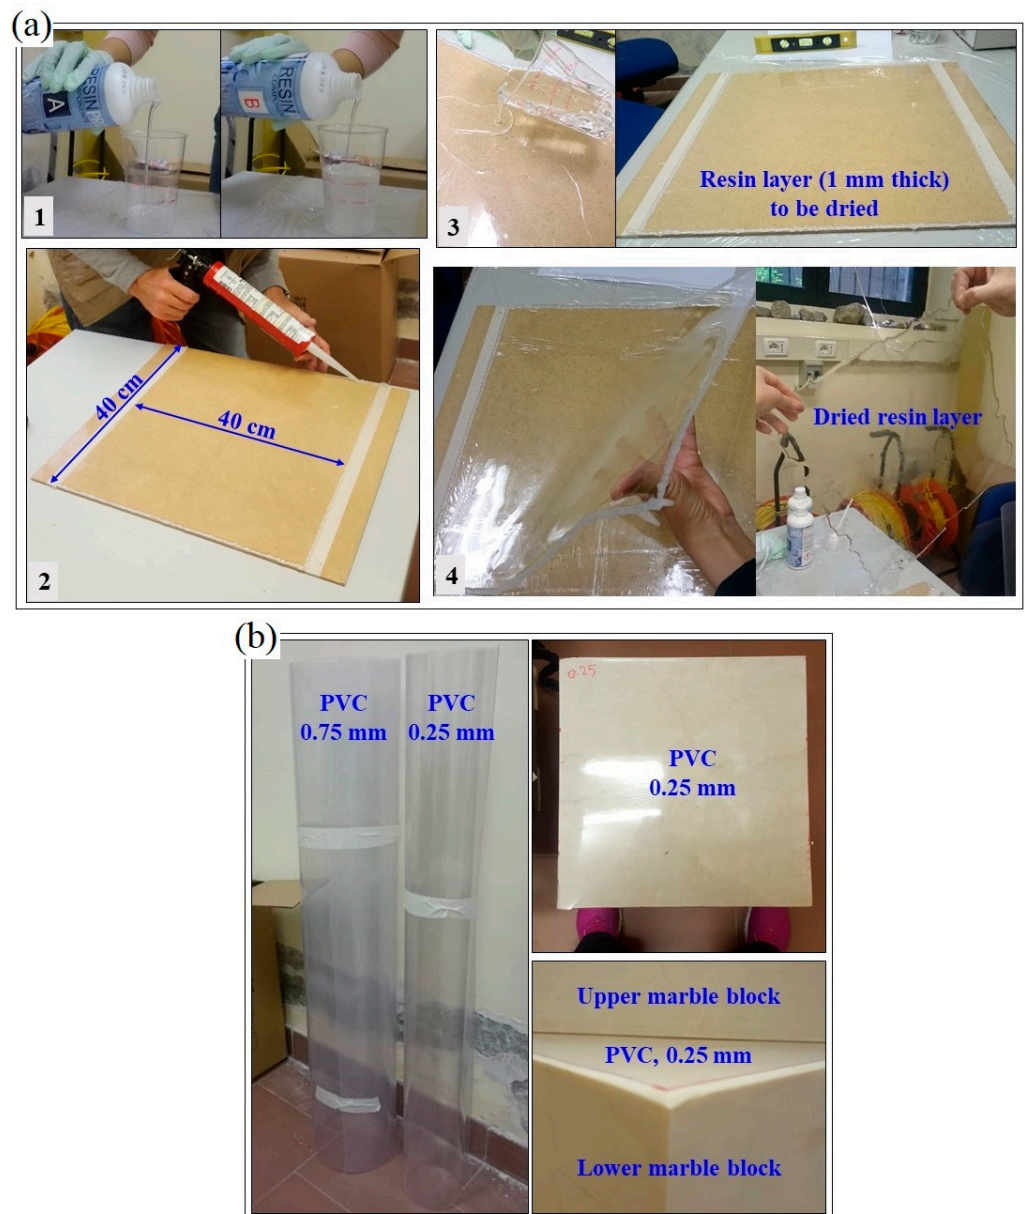 (a)
A
RESIN
B
RESIN
1
3
Resin layer (1 mm thick)
to be dried
40 cm
40 cm
2
4
Dried resin layer
(b)
PVC
0.75 mm
PVC
0.25 mm
0.25
PVC
0.25 mm
Upper marble block
PVC, 0.25 mm
Lower marble block